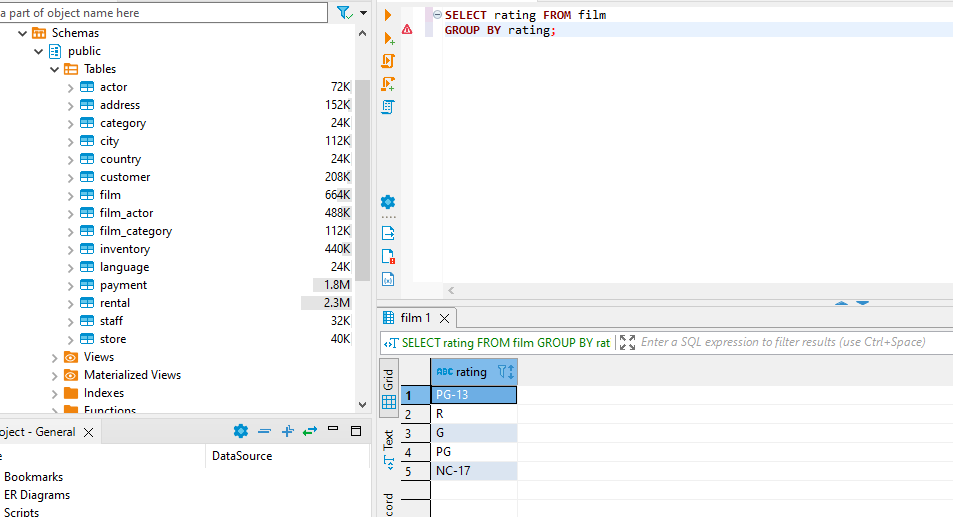 a part of object name here
Schemas
public
Tables
actor 72K
address 152K
category 24K
city 112K
country 24K
customer 208K
film 664K
film_actor 488K
film_category 112K
inventory 440K
language 24K
payment 1.8M
rental 2.3M
staff 32K
store 40K
Views
Materialized Views
Indexes
Functions
oject - General
DataSource
Bookmarks
ER Diagrams
Scripts
SELECT rating FROM film
GROUP BY rating;
film 1
SELECT rating FROM film GROUP BY rat
Enter a SQL expression to filter results (use Ctrl+Space)
Grid
Text
cord
ABC rating
1 PG-13
2 R
3 G
4 PG
5 NC-17